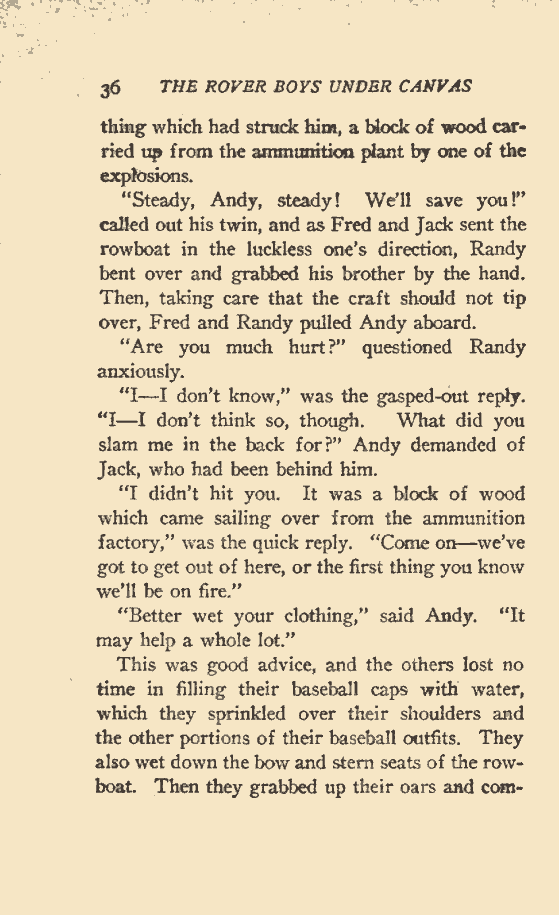 36 THE ROVER BOYS UNDER CANVAS
thing which had struck him, a block of wood car-
ried up from the ammunition plant by one of the
explosions.
"Steady, Andy, steady! We'll save you!"
called out his twin, and as Fred and Jack sent the
rowboat in the luckless one's direction, Randy
bent over and grabbed his brother by the hand.
Then, taking care that the craft should not tip
over, Fred and Randy pulled Andy aboard.
"Are you much hurt?" questioned Randy
anxiously.
"I—I don't know," was the gasped-out reply.
"I—I don't think so, though. What did you
slam me in the back for?" Andy demanded of
Jack, who had been behind him.
"I didn't hit you. It was a block of wood
which came sailing over from the ammunition
factory," was the quick reply. "Come on—we've
got to get out of here, or the first thing you know
we'll be on fire."
"Better wet your clothing," said Andy. "It
may help a whole lot."
This was good advice, and the others lost no
time in filling their baseball caps with water,
which they sprinkled over their shoulders and
the other portions of their baseball outfits. They
also wet down the bow and stern seats of the row-
boat. Then they grabbed up their oars and com-